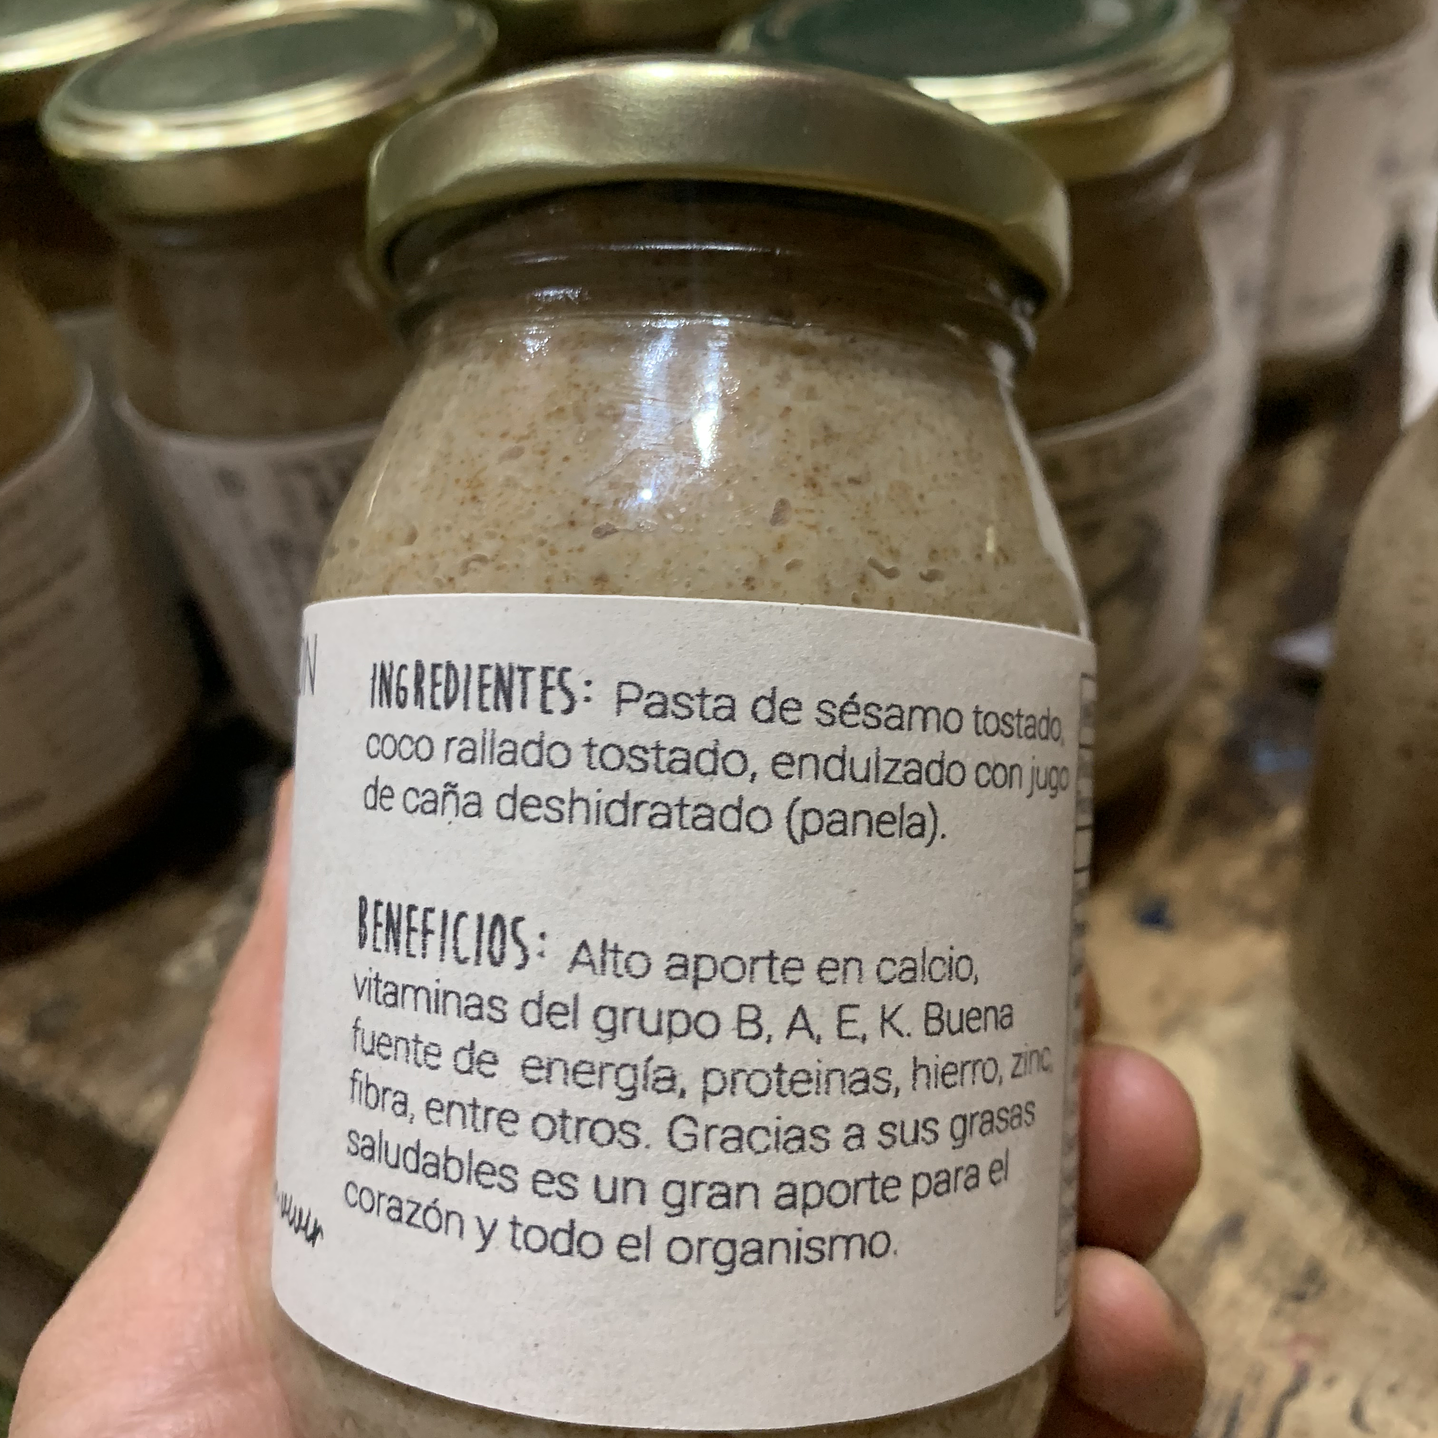 INGREDIENTES: Pasta de sésamo tostado,
coco rallado tostado, endulzado con jugo
de caña deshidratado (panela).
BENEFICIOS: Alto aporte en calcio,
vitaminas del grupo B, A, E, K. Buena
fuente de energía, proteinas, hierro, zinc,
fibra, entre otros. Gracias a sus grasas
saludables es un gran aporte para el
corazón y todo el organismo.